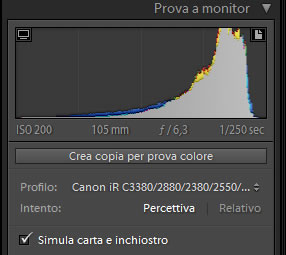 Prova a monitor
ISO 200 105 mm ƒ / 6,3 1/250 sec
Crea copia per prova colore
Profilo: Canon iR C3380/2880/2380/2550/...
Intento: Percettiva Relativo
Simula carta e inchiostro